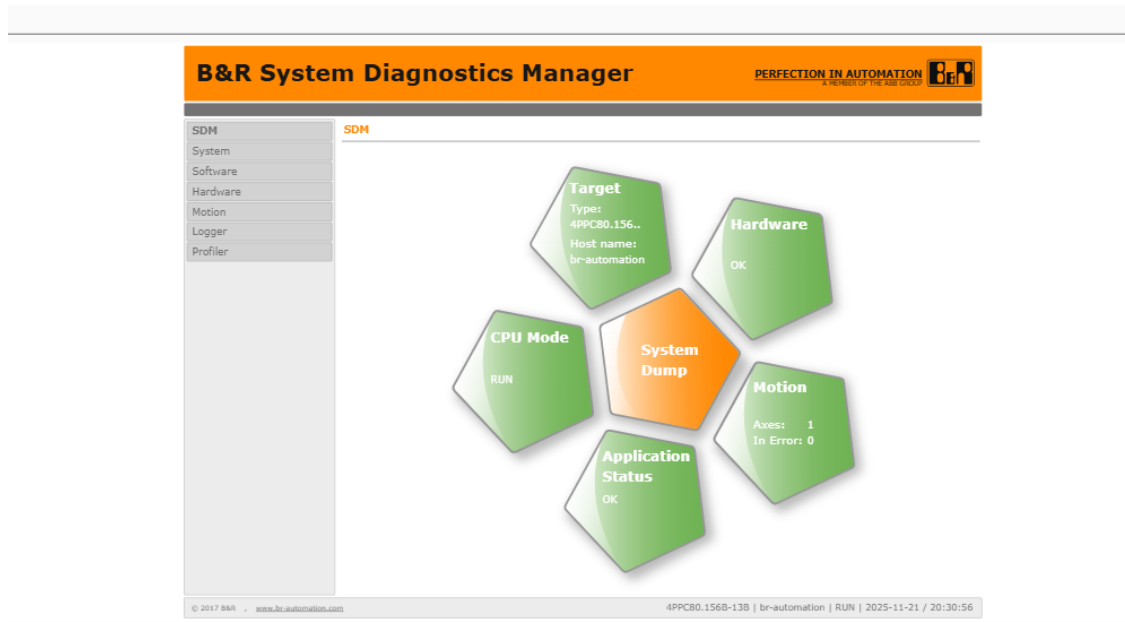 B&R System Diagnostics Manager
PERFECTION IN AUTOMATION
A MEMBER OF THE ABB GROUP
B&R
SDM
System
Software
Hardware
Motion
Logger
Profiler
SDM
Target
Type:
4PPC80.156..
Host name:
br-automation
Hardware
OK
CPU Mode
RUN
System
Dump
Motion
Axes: 1
In Error: 0
Application
Status
OK
© 2017 B&R , www.br-automation.com
4PPC80.156B-13B | br-automation | RUN | 2025-11-21 / 20:30:56